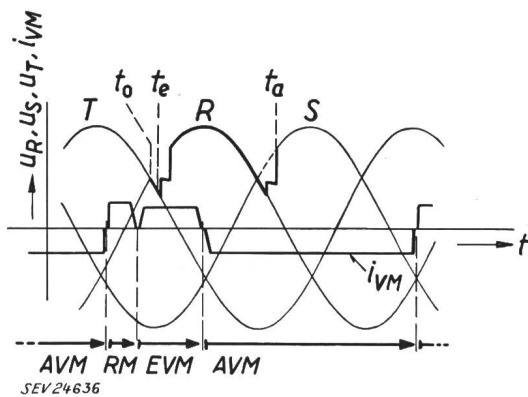 u_R, u_S, u_T, i_VM
t_o t_e t_a
T R S
t
i_VM
AVM RM EVM AVM
SEV 24636